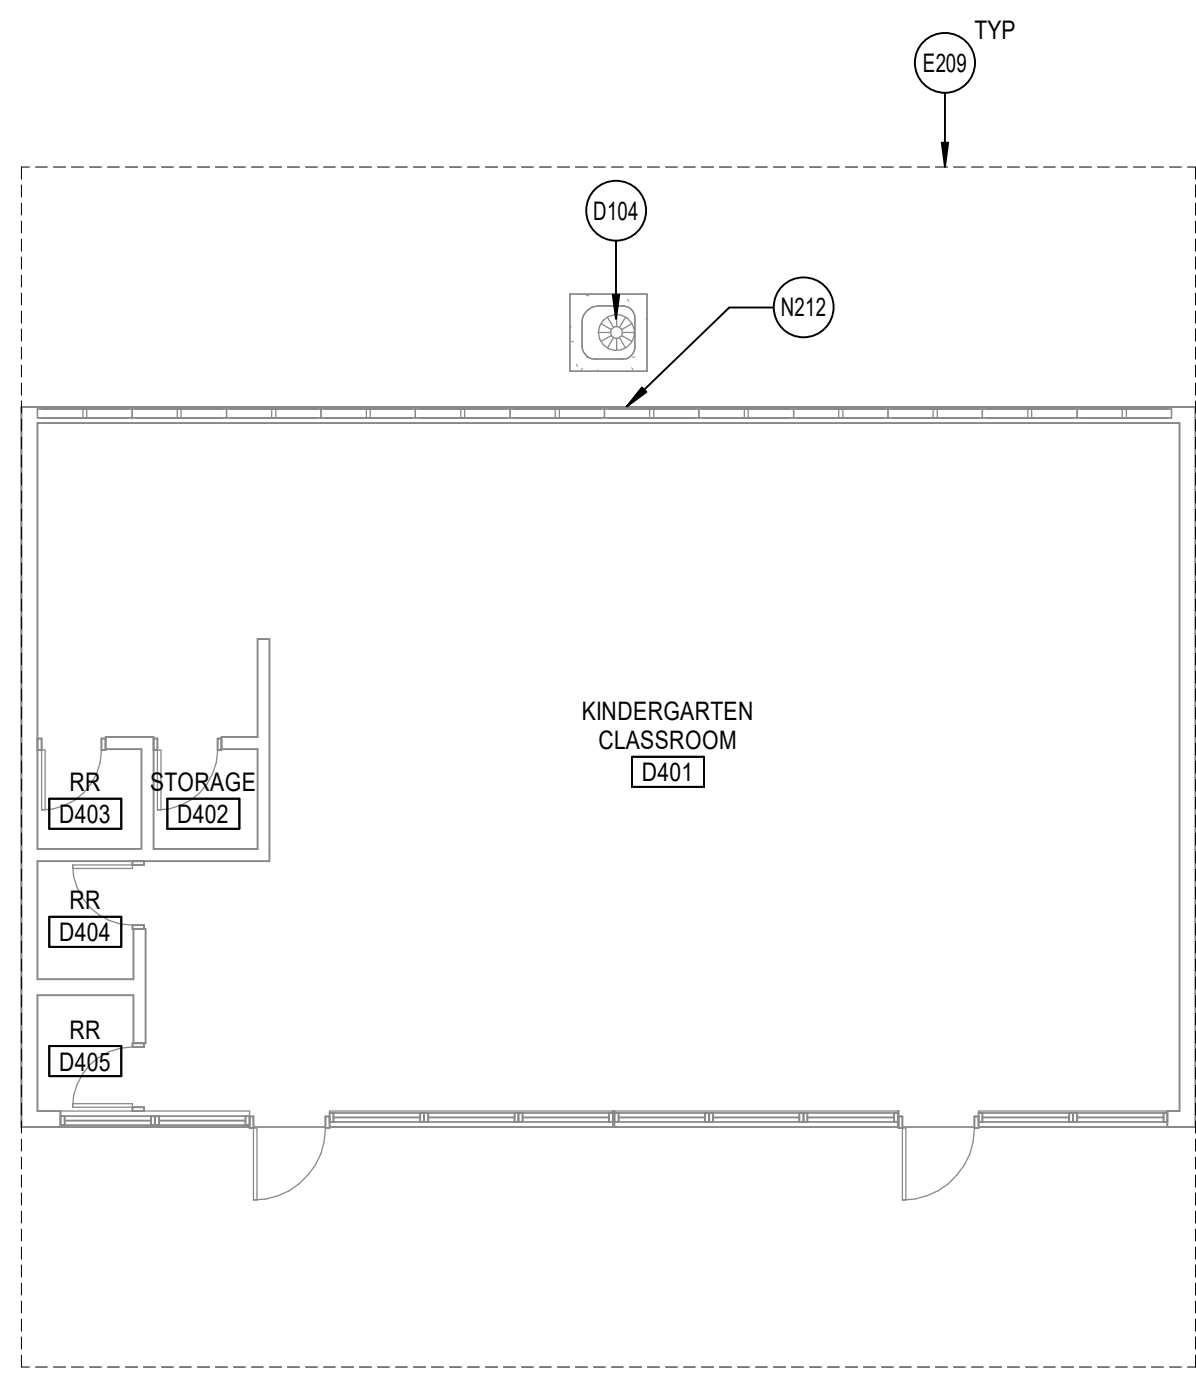 TYP
E209
D104
N212
KINDERGARTEN
CLASSROOM
D401
RR
D403
STORAGE
D402
RR
D404
RR
D405